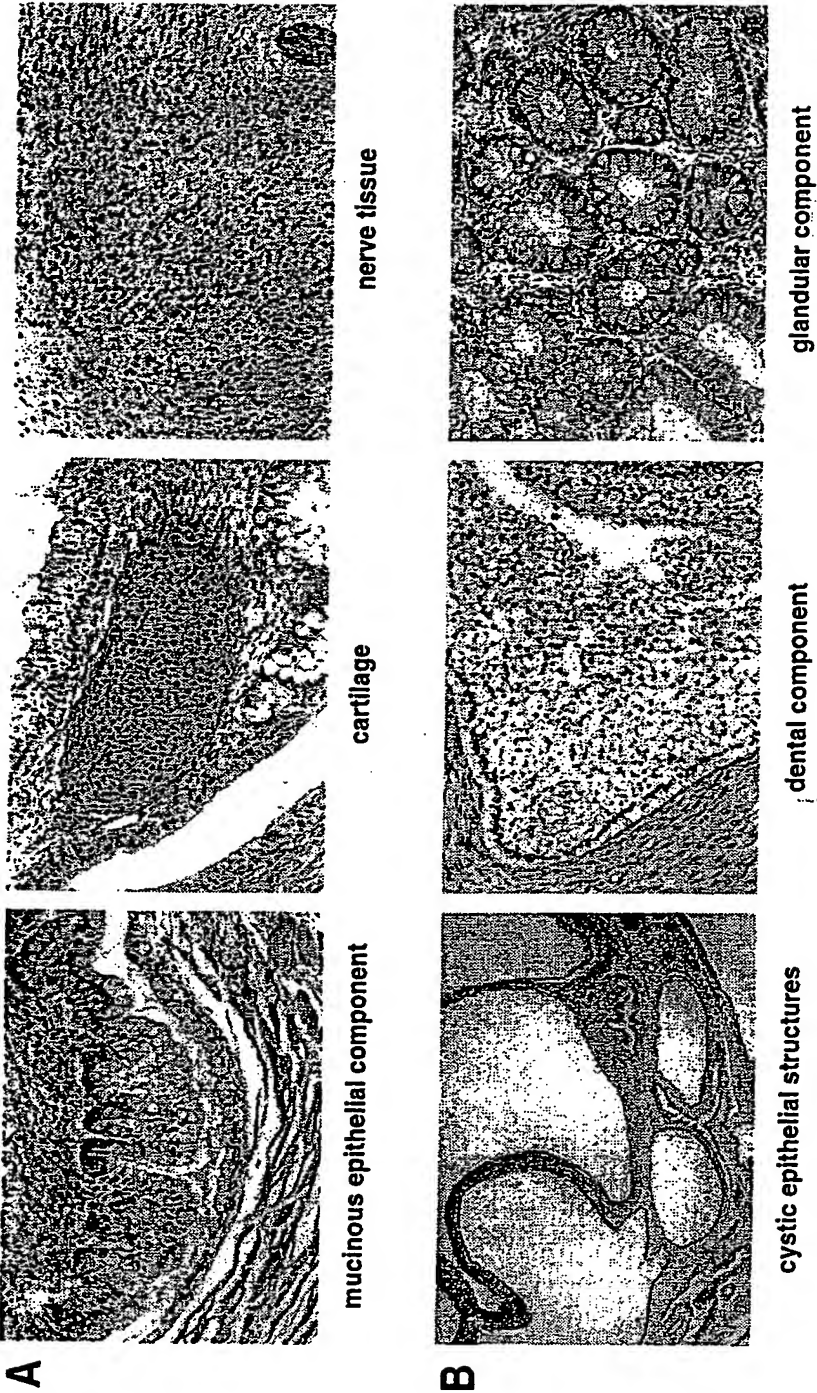 A
mucinous epithelial component
cartilage
nerve tissue
B
cystic epithelial structures
dental component
glandular component